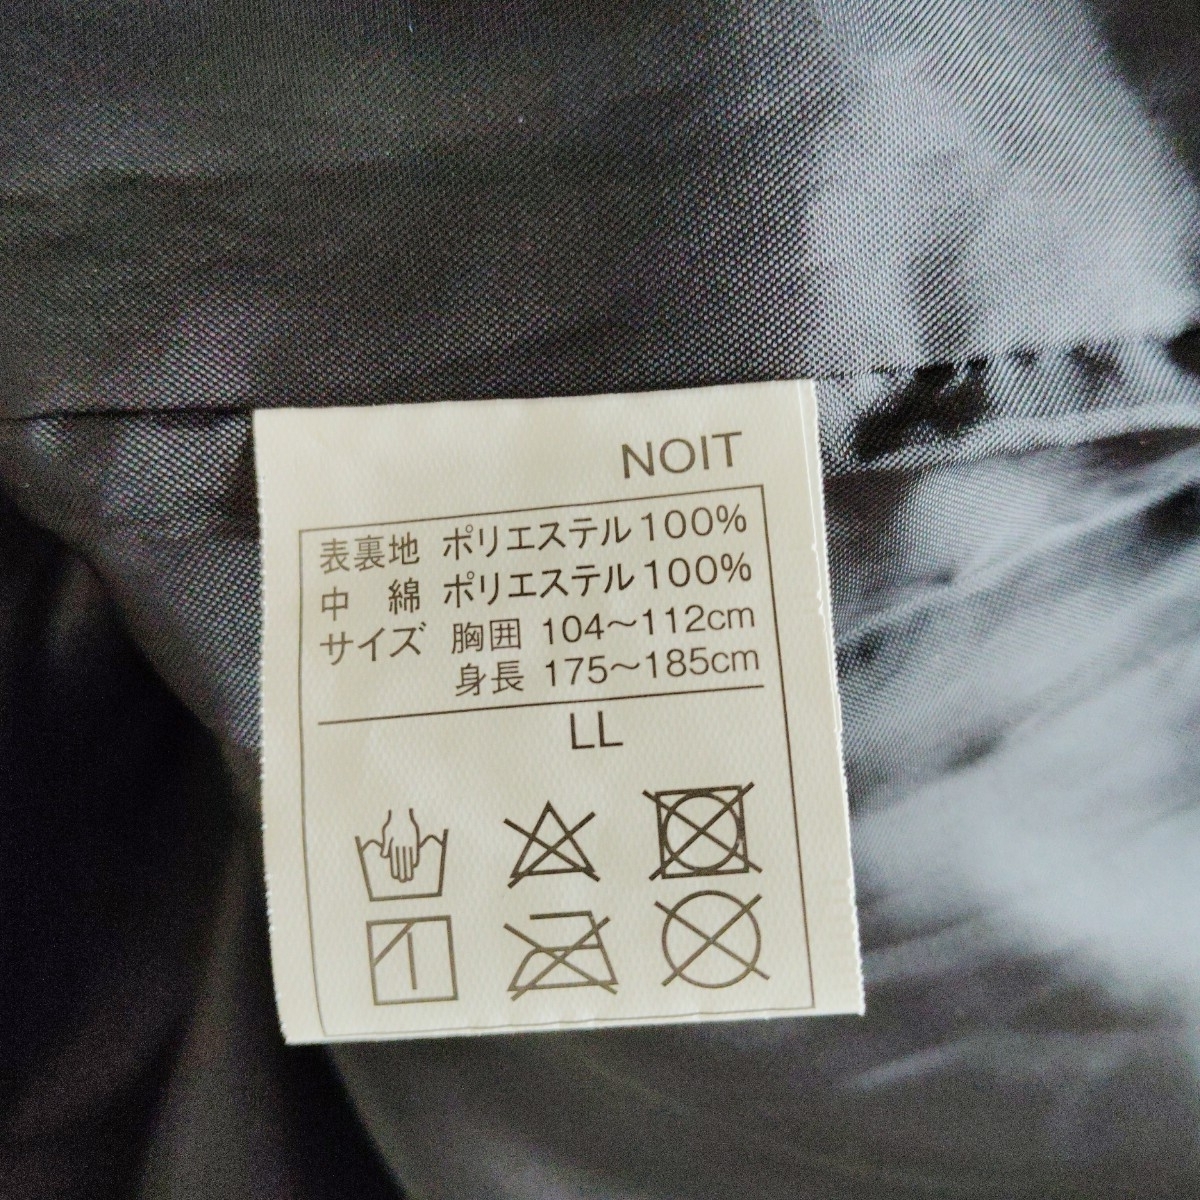 NOIT
表裏地 ポリエステル100%
中 綿 ポリエステル100%
サイズ 胸囲 104～112cm
身長 175～185cm
LL